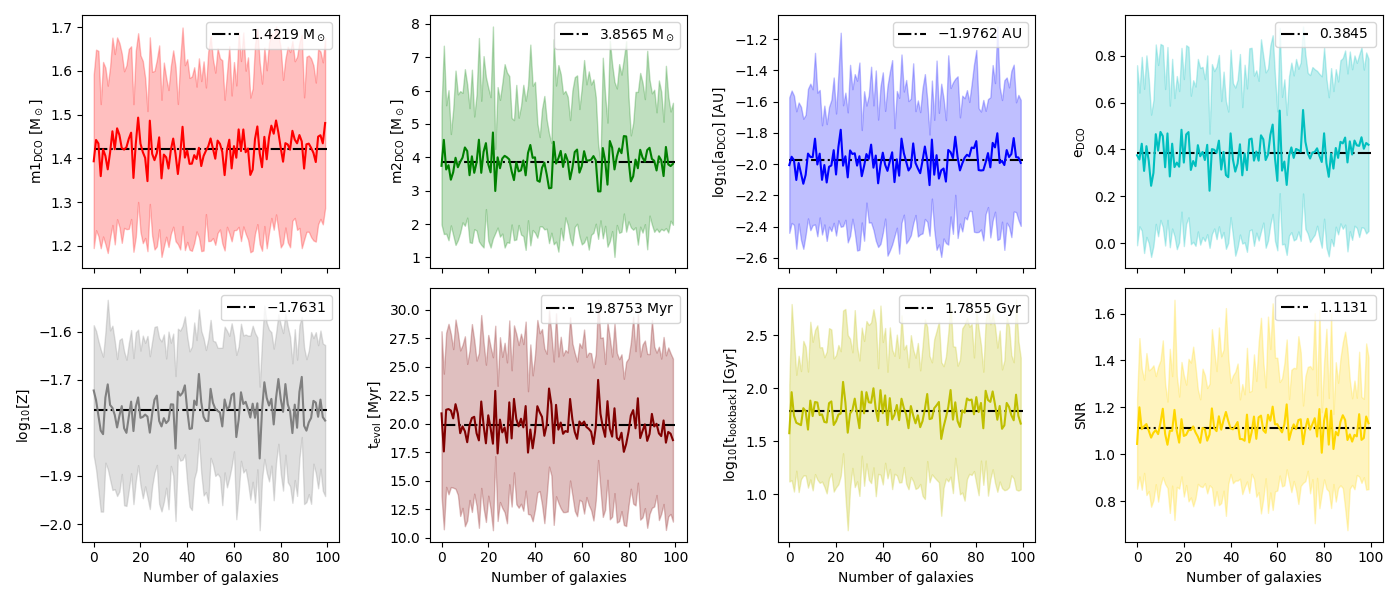 1.4219 M⊙
m1DCO [M⊙]
1.7
1.6
1.5
1.4
1.3
1.2
3.8565 M⊙
m2DCO [M⊙]
8
7
6
5
4
3
2
1
−1.9762 AU
log10[aDCO] [AU]
−1.2
−1.4
−1.6
−1.8
−2.0
−2.2
−2.4
−2.6
0.3845
eDCO
0.8
0.6
0.4
0.2
0.0
−1.7631
log10[Z]
−1.6
−1.7
−1.8
−1.9
−2.0
0 20 40 60 80 100
Number of galaxies
19.8753 Myr
tevol [Myr]
30.0
27.5
25.0
22.5
20.0
17.5
15.0
12.5
10.0
0 20 40 60 80 100
Number of galaxies
1.7855 Gyr
log10[tlookback] [Gyr]
2.5
2.0
1.5
1.0
0 20 40 60 80 100
Number of galaxies
1.1131
SNR
1.6
1.4
1.2
1.0
0.8
0 20 40 60 80 100
Number of galaxies